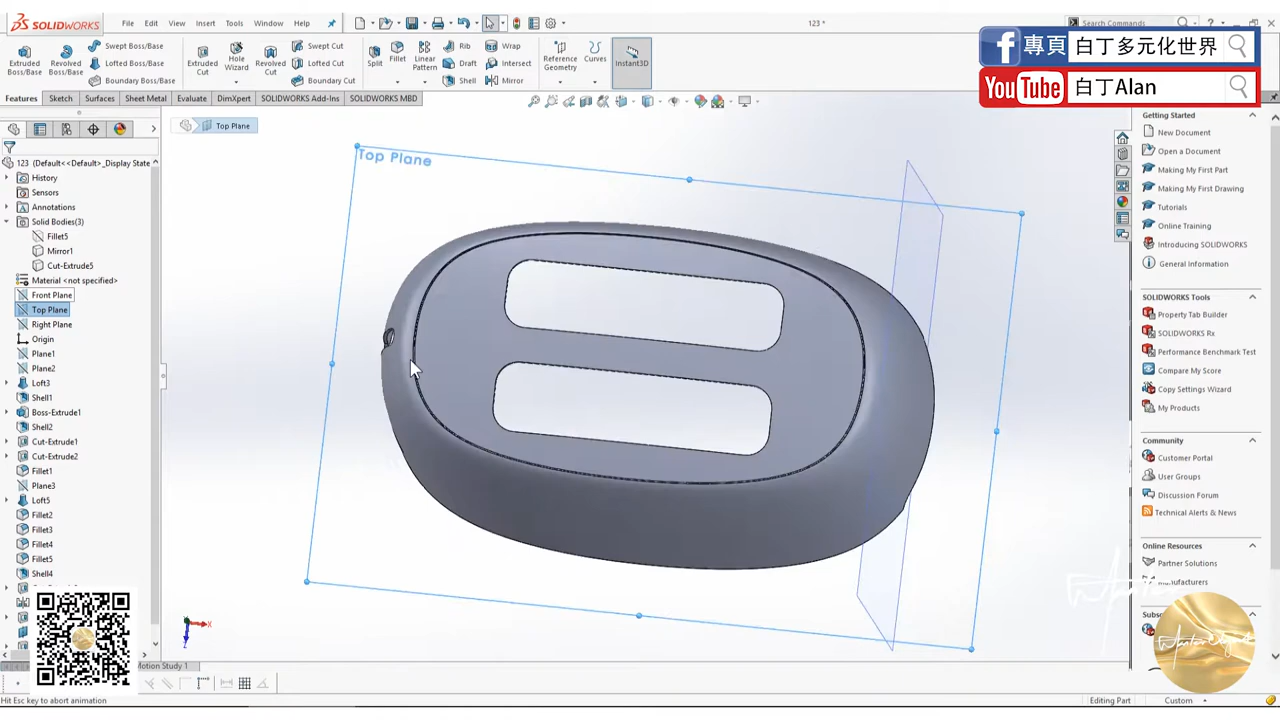 SOLIDWORKS
File Edit View Insert Tools Window Help
123 *
Search Commands
專頁 白丁多元化世界
YouTube 白丁Alan
Extruded Boss/Base
Revolved Boss/Base
Swept Boss/Base
Lofted Boss/Base
Boundary Boss/Base
Extruded Cut
Hole Wizard
Revolved Cut
Swept Cut
Lofted Cut
Boundary Cut
Split
Fillet
Linear Pattern
Rib
Draft
Shell
Wrap
Intersect
Mirror
Reference Geometry
Curves
Instant3D
Features Sketch Surfaces Sheet Metal Evaluate DimXpert SOLIDWORKS Add-Ins SOLIDWORKS MBD
Top Plane
Top Plane
123 (Default<<Default>_Display State
History
Sensors
Annotations
Solid Bodies(3)
Fillet5
Mirror1
Cut-Extrude5
Material <not specified>
Front Plane
Top Plane
Right Plane
Origin
Plane1
Plane2
Loft3
Shell1
Boss-Extrude1
Shell2
Cut-Extrude1
Cut-Extrude2
Fillet1
Plane3
Loft5
Fillet2
Fillet3
Fillet4
Fillet5
Shell4
Motion Study 1
Hit Esc key to abort animation
Editing Part
Custom
X
Getting Started
New Document
Open a Document
Making My First Part
Making My First Drawing
Tutorials
Online Training
Introducing SOLIDWORKS
General Information
SOLIDWORKS Tools
Property Tab Builder
SOLIDWORKS Rx
Performance Benchmark Test
Compare My Score
Copy Settings Wizard
My Products
Community
Customer Portal
User Groups
Discussion Forum
Technical Alerts & News
Online Resources
Partner Solutions
Manufacturers